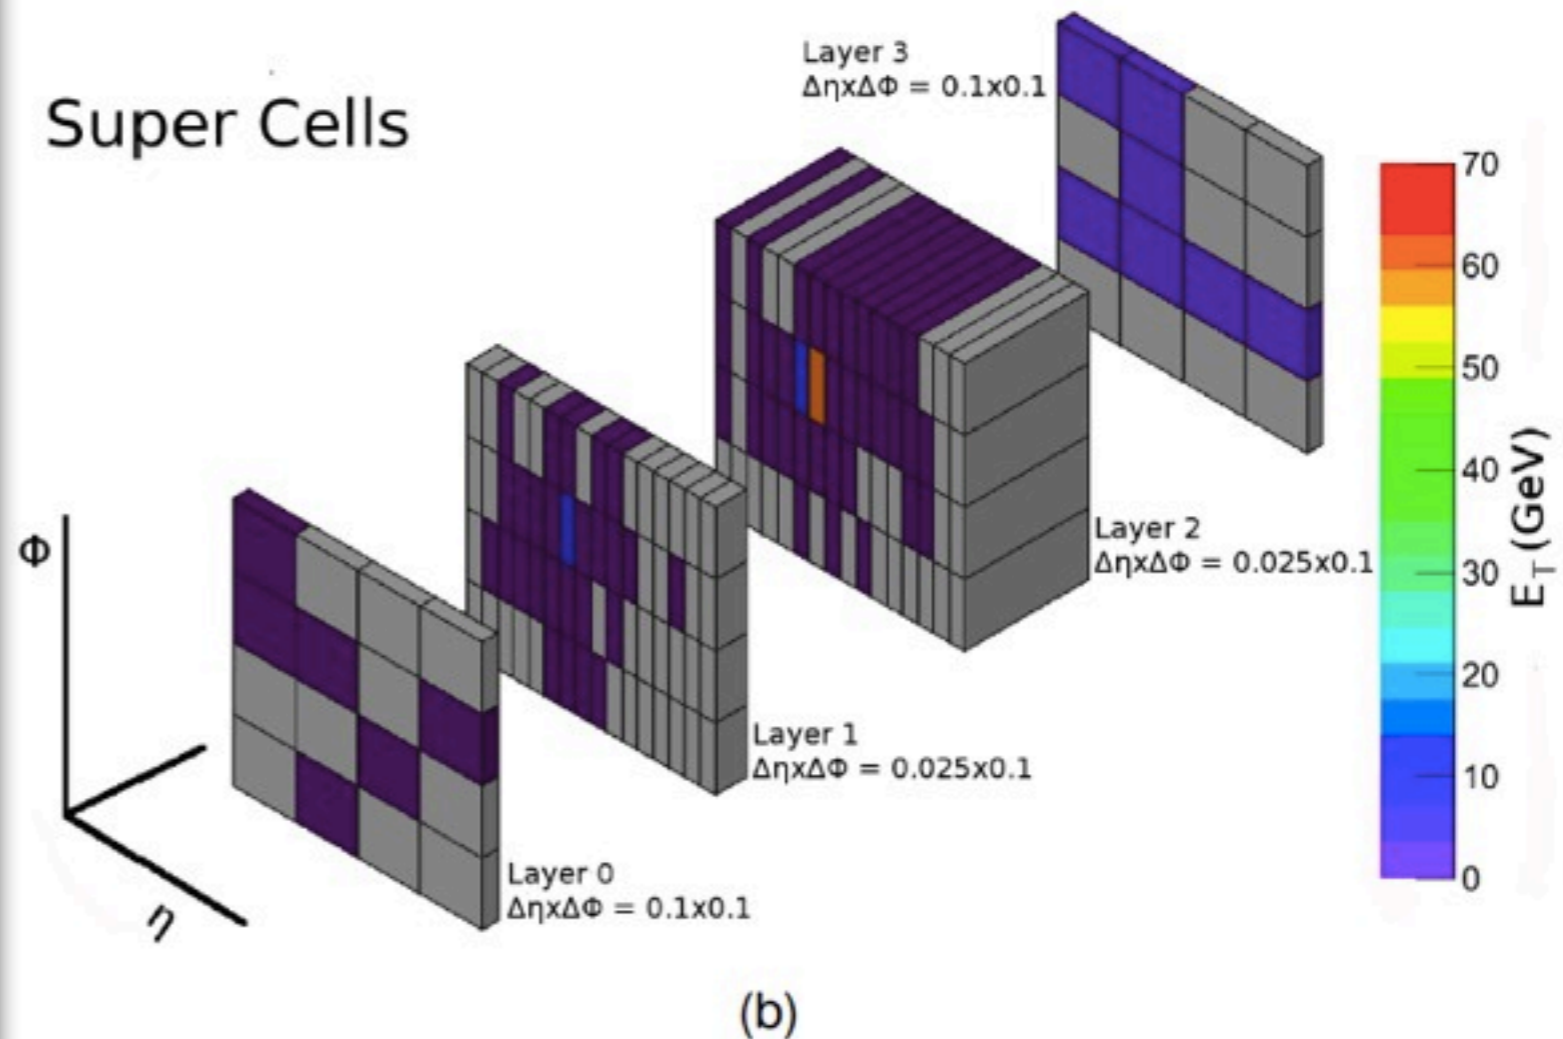 Super Cells
Layer 3
ΔηxΔΦ = 0.1x0.1
Layer 2
ΔηxΔΦ = 0.025x0.1
Layer 1
ΔηxΔΦ = 0.025x0.1
Layer 0
ΔηxΔΦ = 0.1x0.1
Φ
η
70
60
50
40
30
20
10
0
E_T (GeV)
(b)